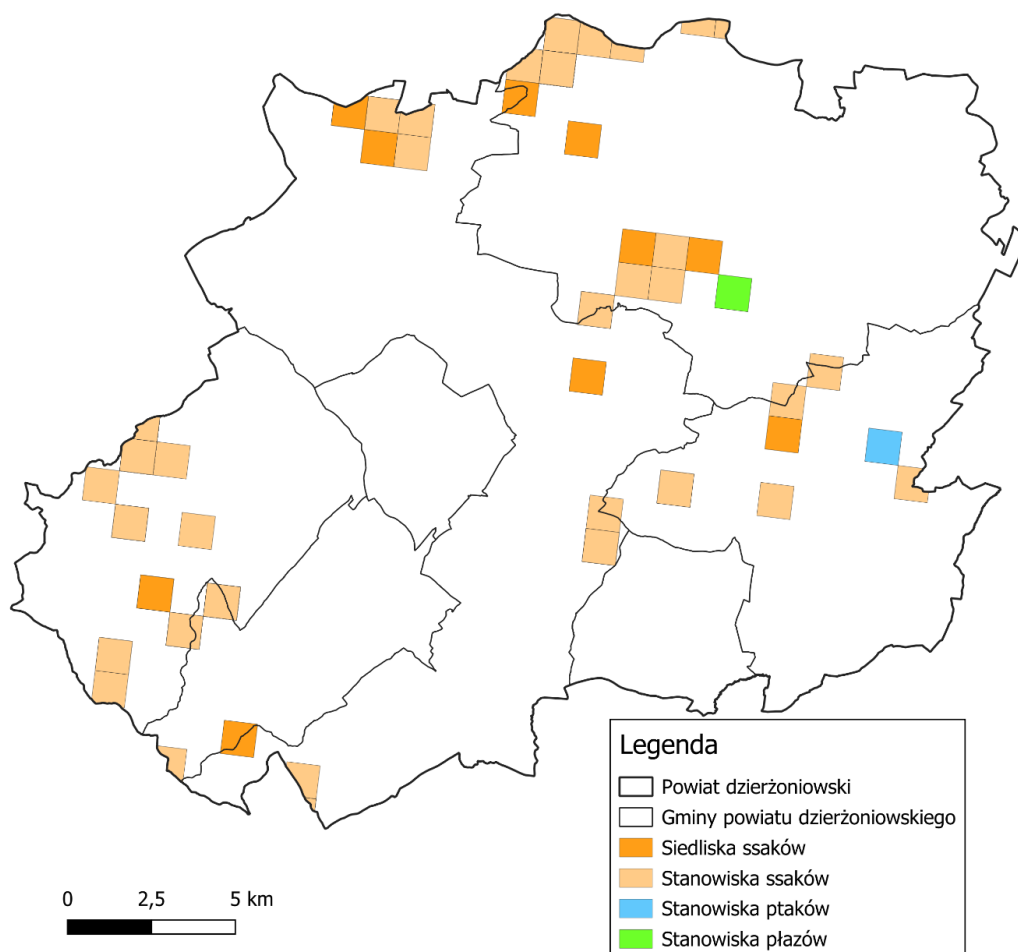 Legenda
Powiat dzierżoniowski
Gminy powiatu dzierżoniowskiego
Siedliska ssaków
Stanowiska ssaków
Stanowiska ptaków
Stanowiska płazów
0 2,5 5 km